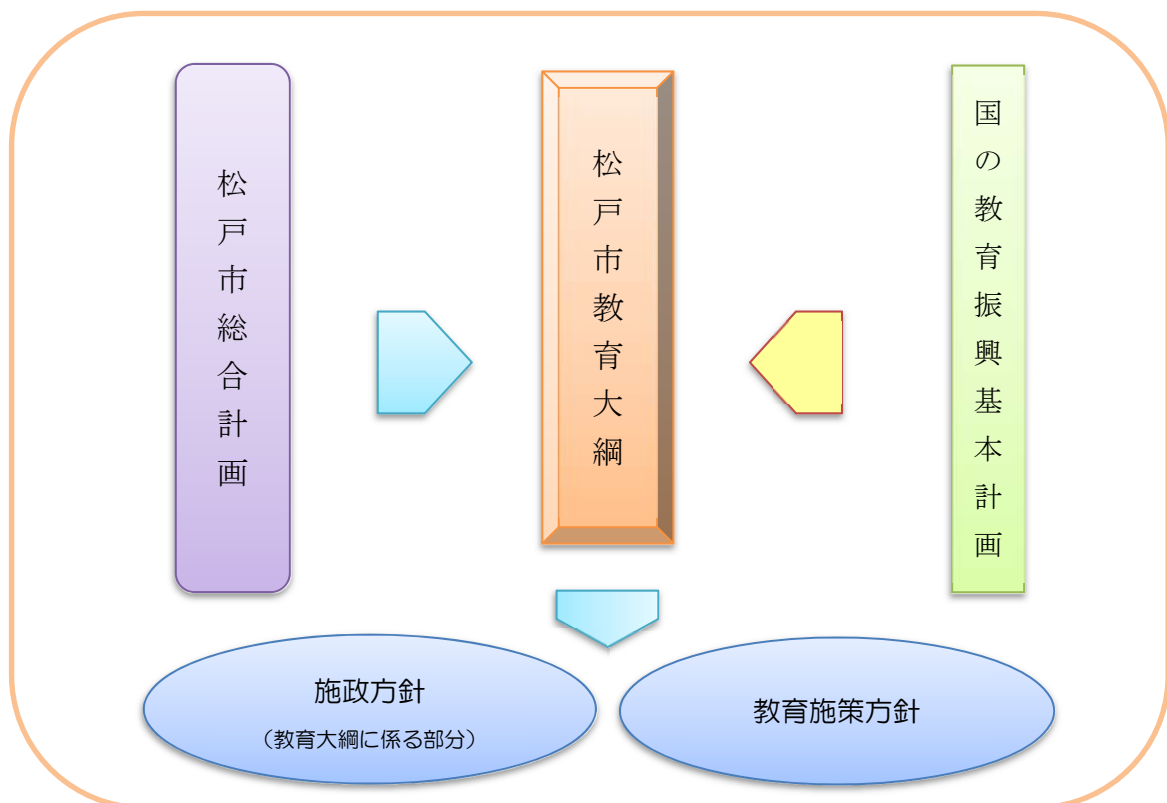 松戸市総合計画
松戸市教育大綱
国の教育振興基本計画
施政方針
（教育大綱に係る部分）
教育施策方針